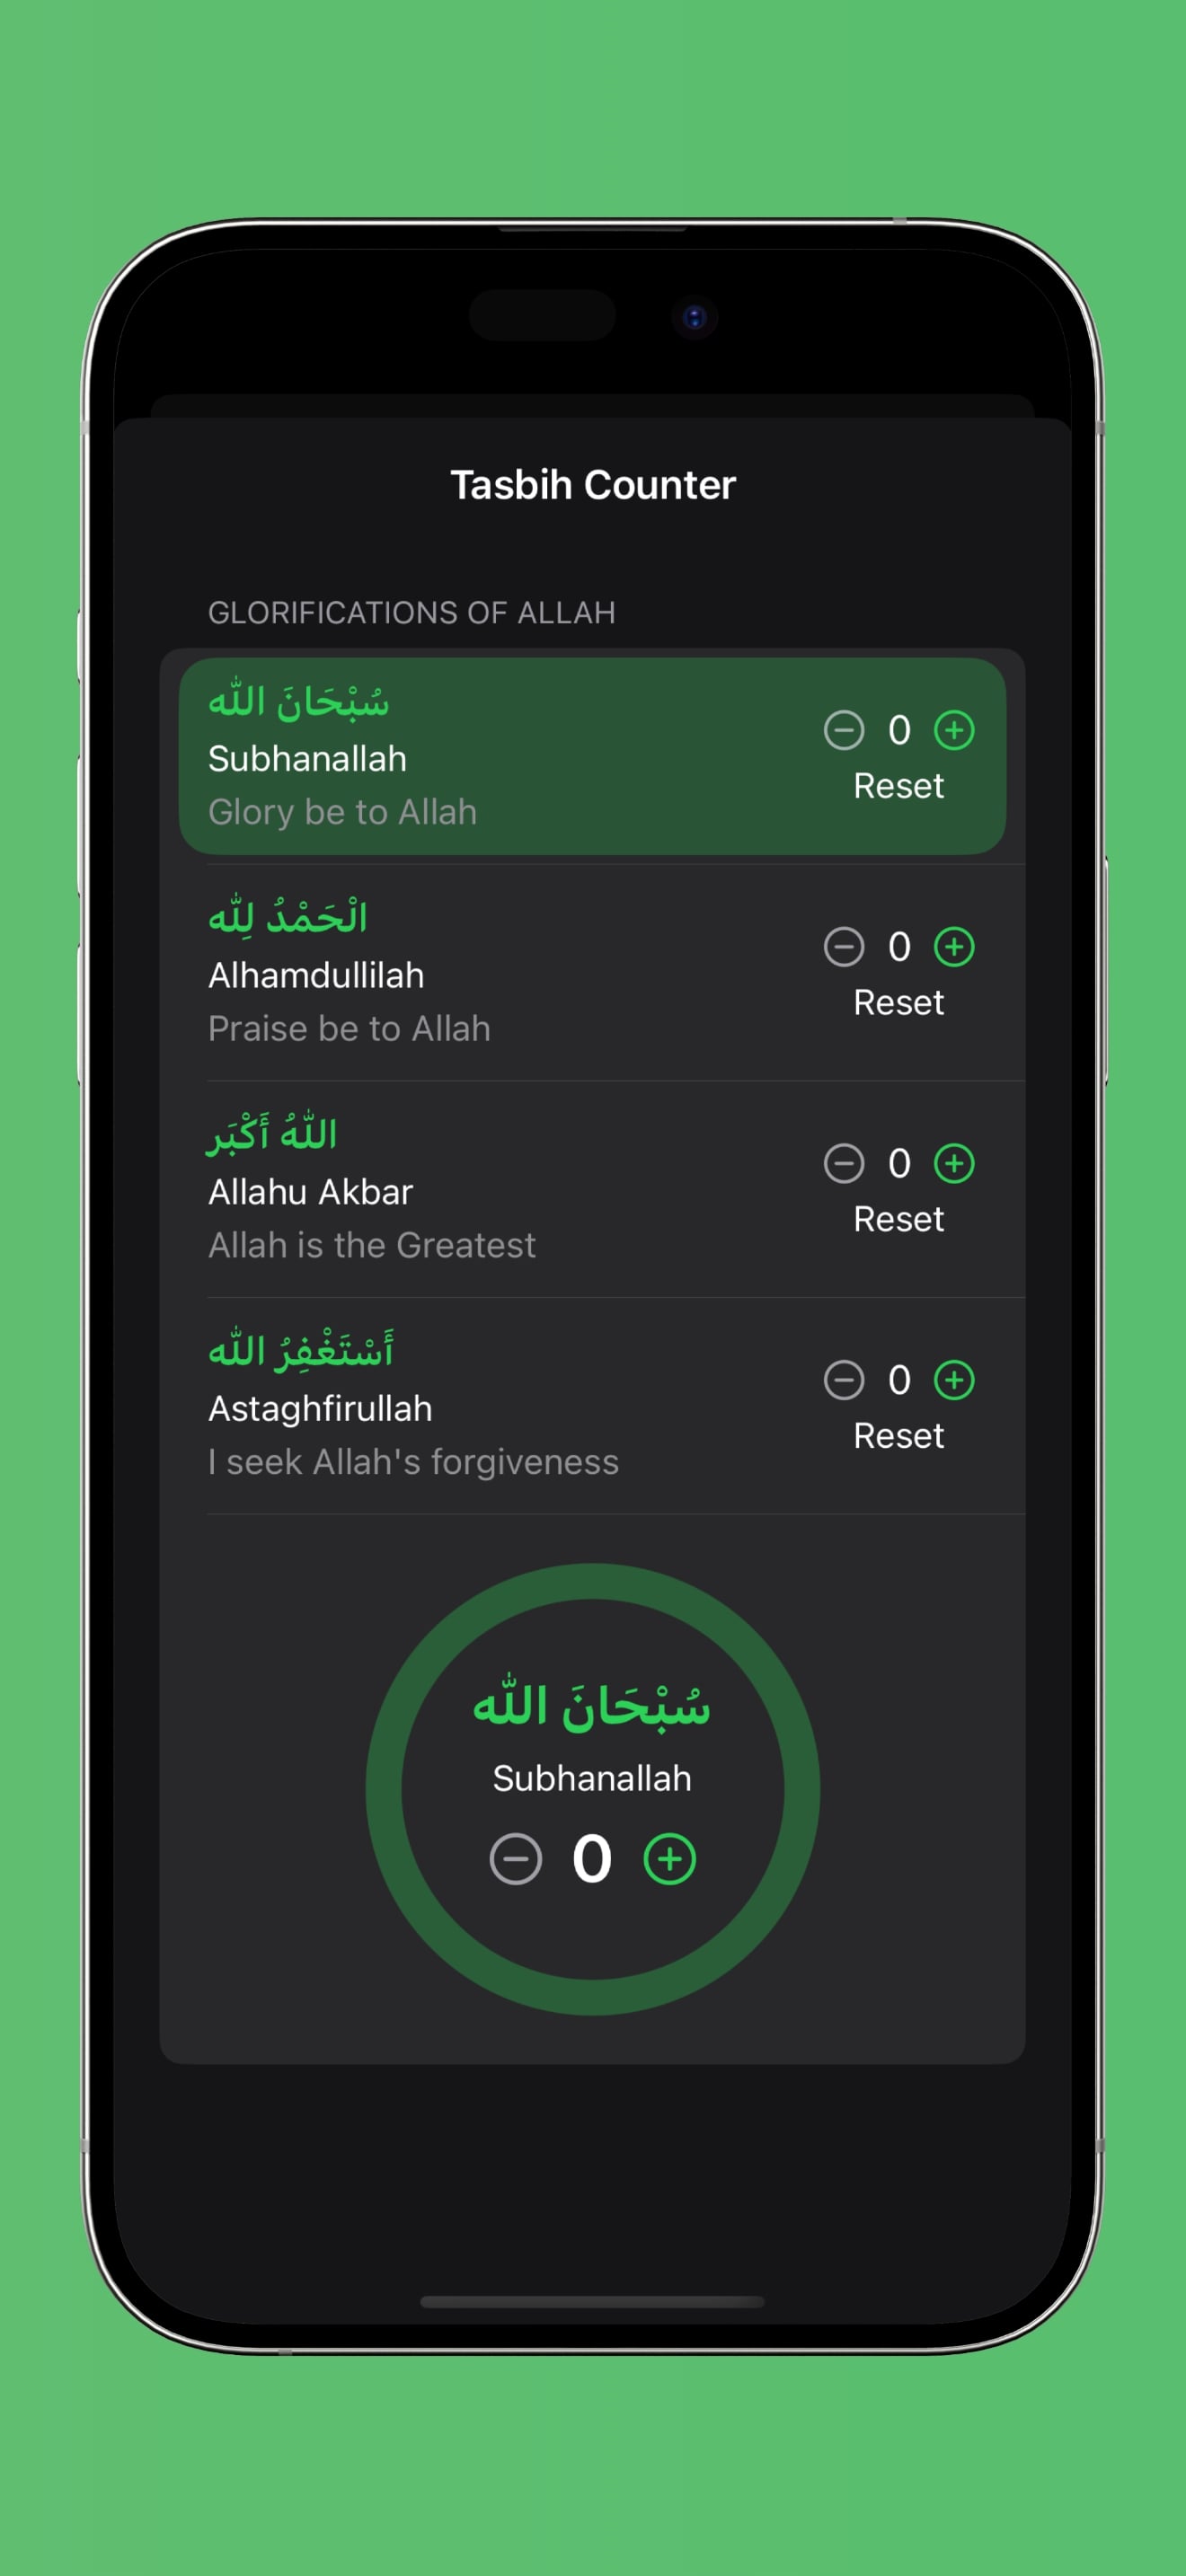 Tasbih Counter
GLORIFICATIONS OF ALLAH
سُبْحَانَ اللّٰه
Subhanallah
Glory be to Allah
0
Reset
الْحَمْدُ لِلّٰه
Alhamdullilah
Praise be to Allah
0
Reset
اللّٰهُ أَكْبَر
Allahu Akbar
Allah is the Greatest
0
Reset
أَسْتَغْفِرُ اللّٰه
Astaghfirullah
I seek Allah's forgiveness
0
Reset
سُبْحَانَ اللّٰه
Subhanallah
0